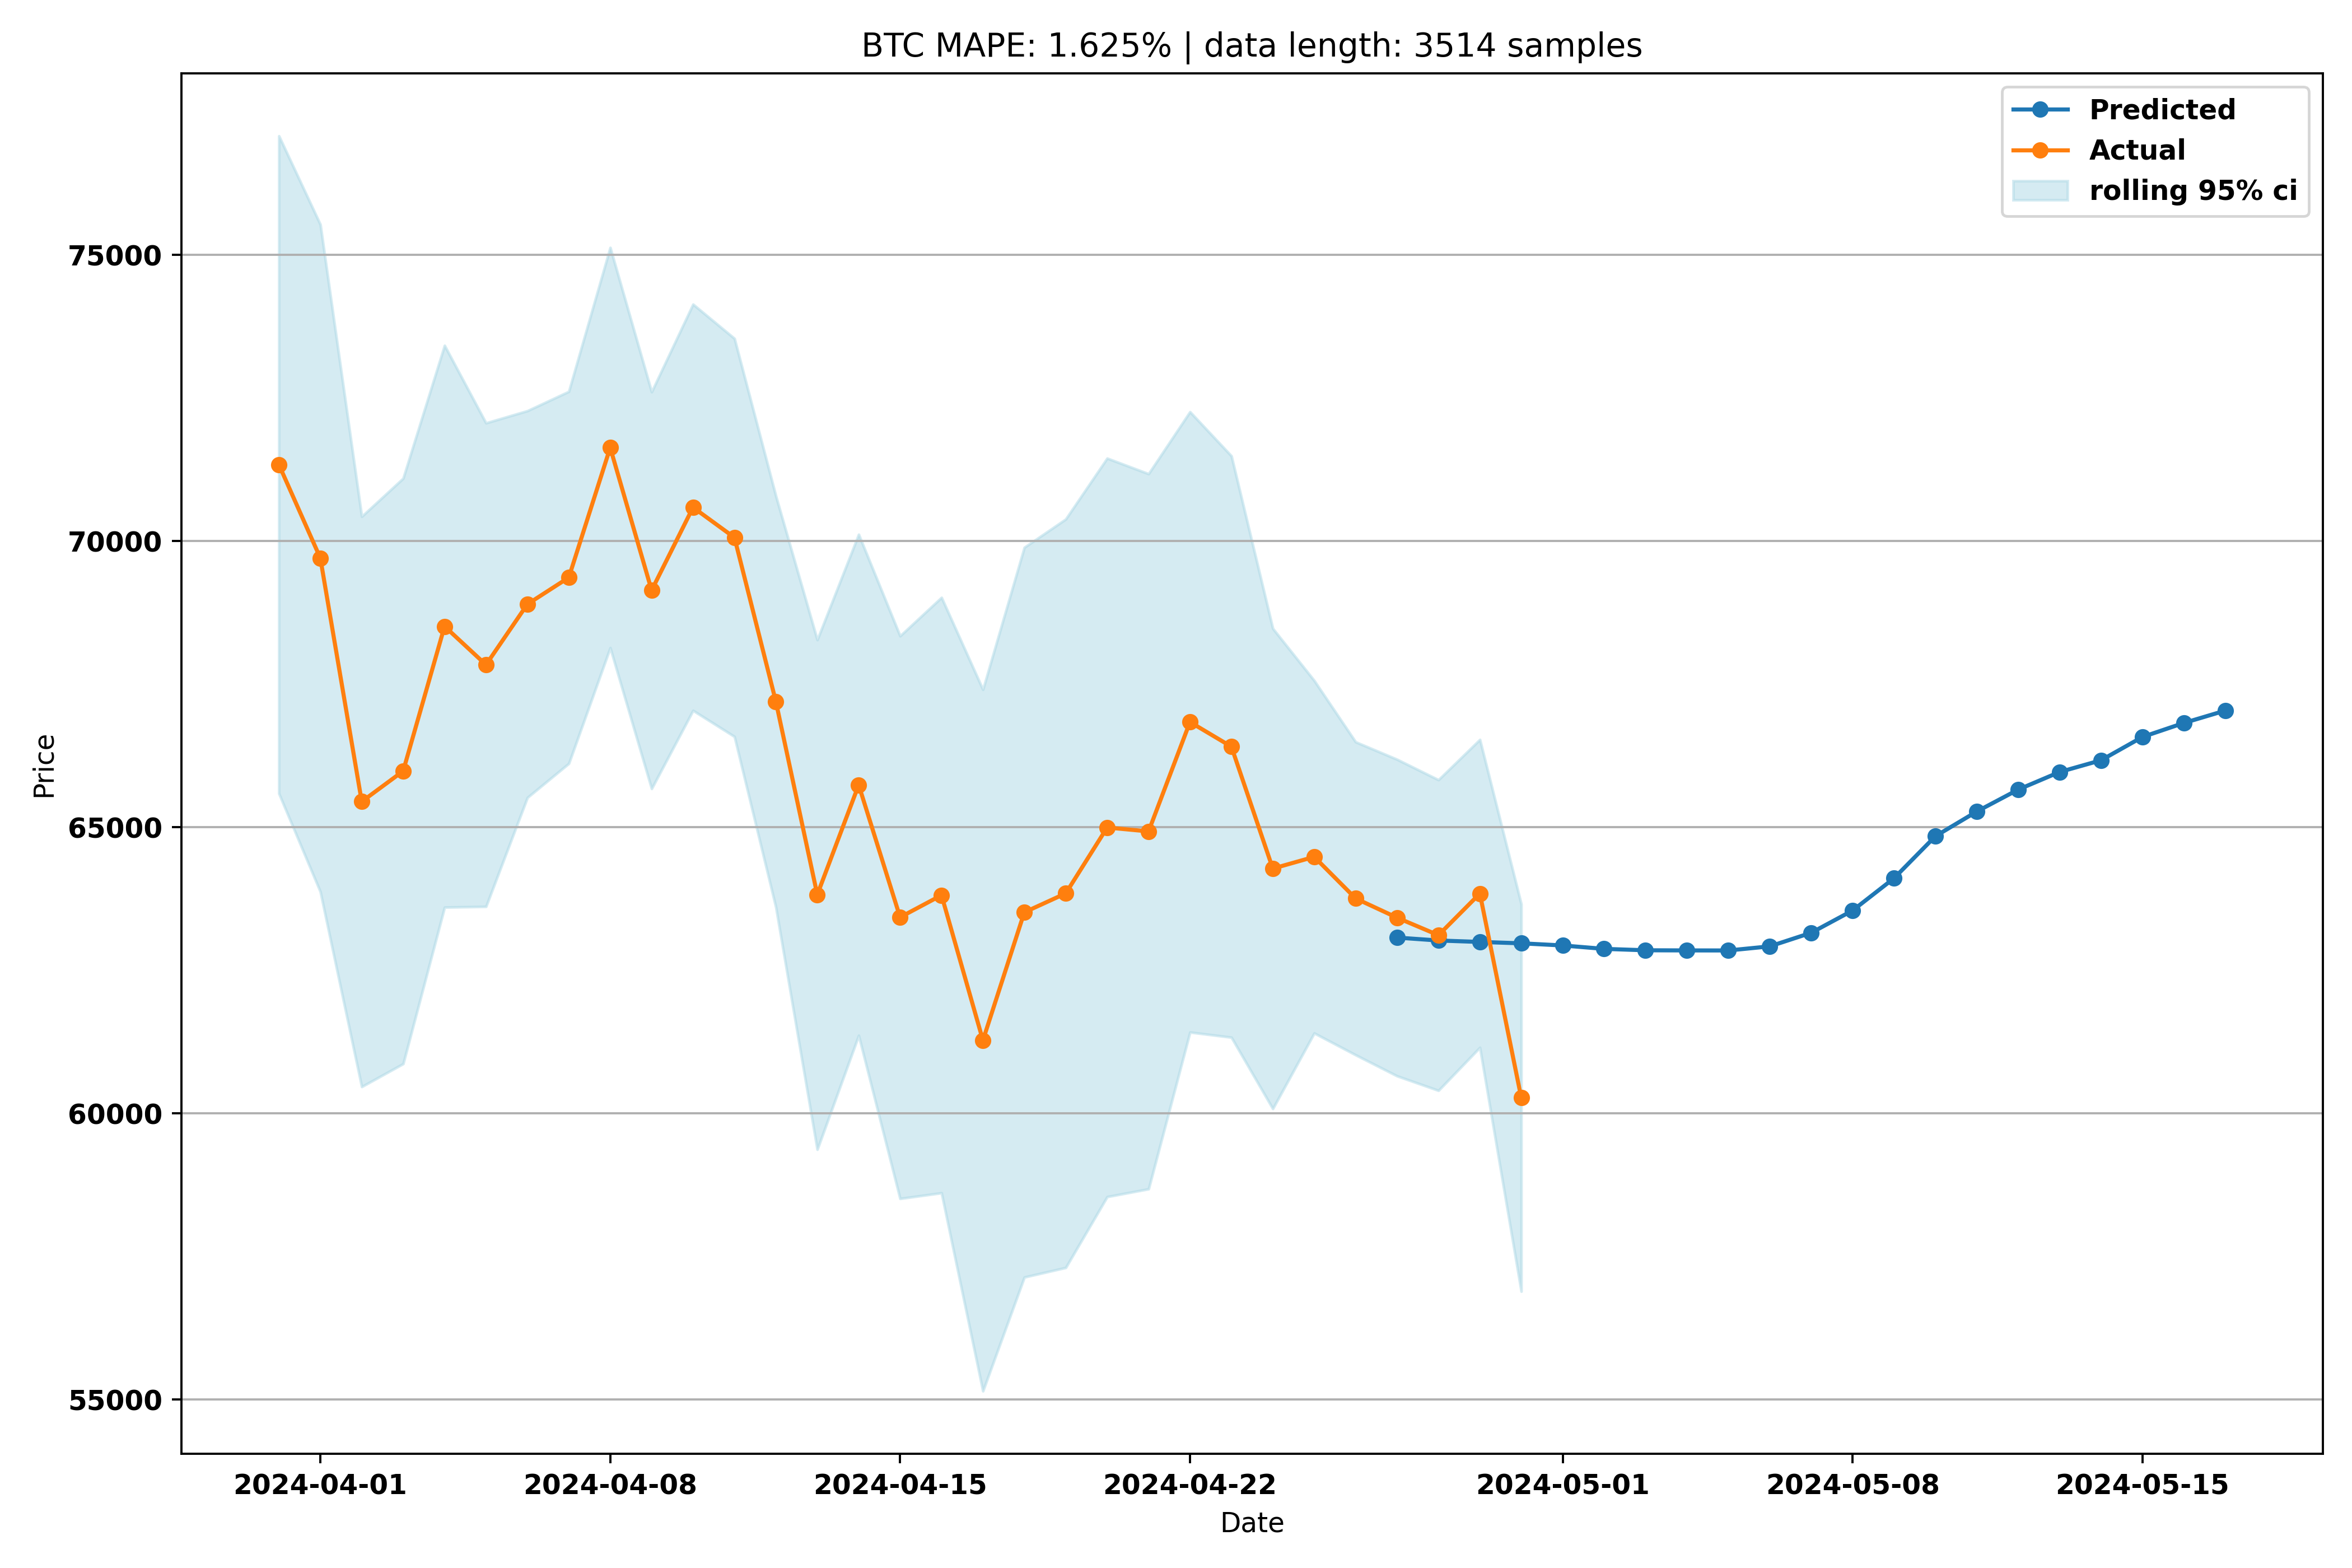 BTC MAPE: 1.625% | data length: 3514 samples
Predicted
Actual
rolling 95% ci
75000
70000
65000
60000
55000
Price
2024-04-01
2024-04-08
2024-04-15
2024-04-22
2024-05-01
2024-05-08
2024-05-15
Date